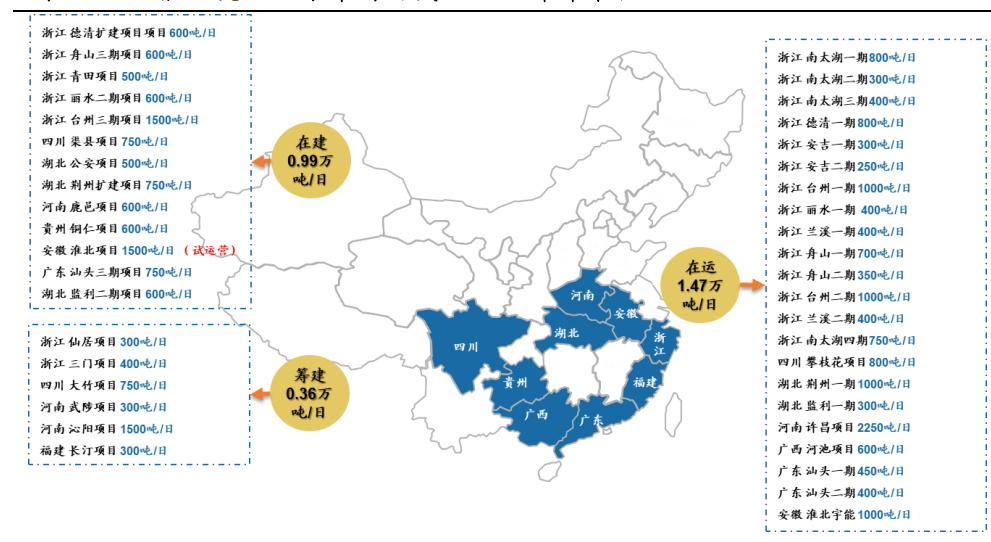 浙江德清扩建项目项目600吨/日
浙江舟山三期项目600吨/日
浙江青田项目500吨/日
浙江丽水二期项目600吨/日
浙江台州三期项目1500吨/日
四川渠县项目750吨/日
湖北公安项目500吨/日
湖北荆州扩建项目750吨/日
河南鹿邑项目600吨/日
贵州铜仁项目600吨/日
安徽淮北项目1500吨/日（试运营）
广东汕头三期项目750吨/日
湖北监利二期项目600吨/日
在建
0.99万
吨/日
浙江仙居项目300吨/日
浙江三门项目400吨/日
四川大竹项目750吨/日
河南武陟项目300吨/日
河南沁阳项目1500吨/日
福建长汀项目300吨/日
筹建
0.36万
吨/日
河南
安徽
湖北
浙江
四川
贵州
福建
广西
广东
在运
1.47万
吨/日
浙江南太湖一期800吨/日
浙江南太湖二期300吨/日
浙江南太湖三期400吨/日
浙江德清一期800吨/日
浙江安吉一期300吨/日
浙江安吉二期250吨/日
浙江台州一期1000吨/日
浙江丽水一期 400吨/日
浙江兰溪一期400吨/日
浙江舟山一期700吨/日
浙江舟山二期350吨/日
浙江台州二期1000吨/日
浙江兰溪二期400吨/日
浙江南太湖四期750吨/日
四川攀枝花项目800吨/日
湖北荆州一期1000吨/日
湖北监利一期300吨/日
河南许昌项目2250吨/日
广西河池项目600吨/日
广东汕头一期450吨/日
广东汕头二期400吨/日
安徽淮北宇能1000吨/日